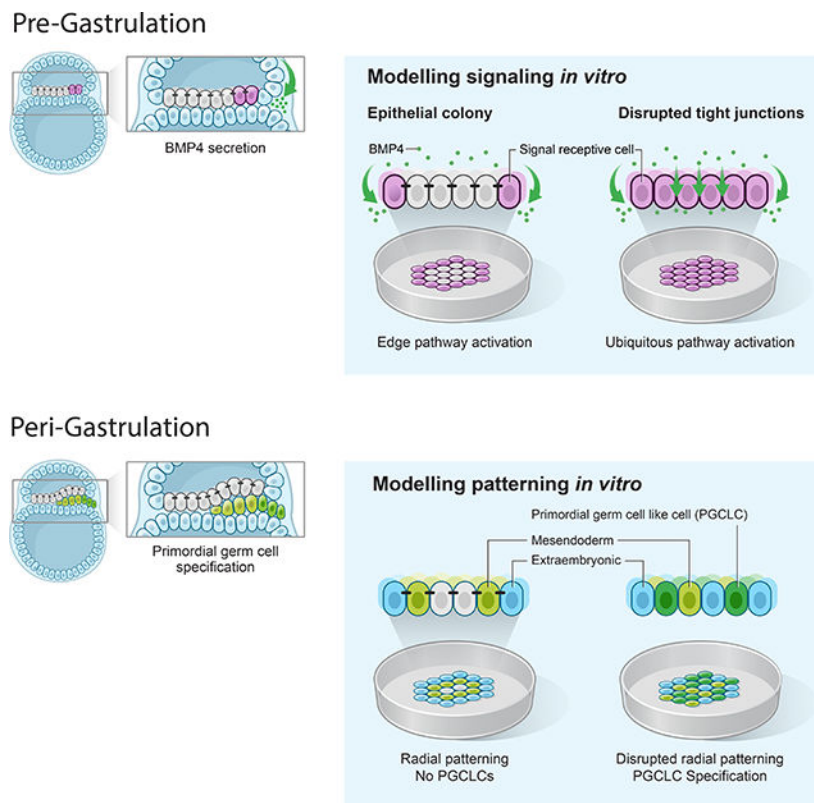 Pre-Gastrulation
BMP4 secretion
Modelling signaling in vitro
Epithelial colony
Disrupted tight junctions
BMP4
Signal receptive cell
Edge pathway activation
Ubiquitous pathway activation
Peri-Gastrulation
Primordial germ cell
specification
Modelling patterning in vitro
Primordial germ cell like cell (PGCLC)
Mesendoderm
Extraembryonic
Radial patterning
No PGCLCs
Disrupted radial patterning
PGCLC Specification